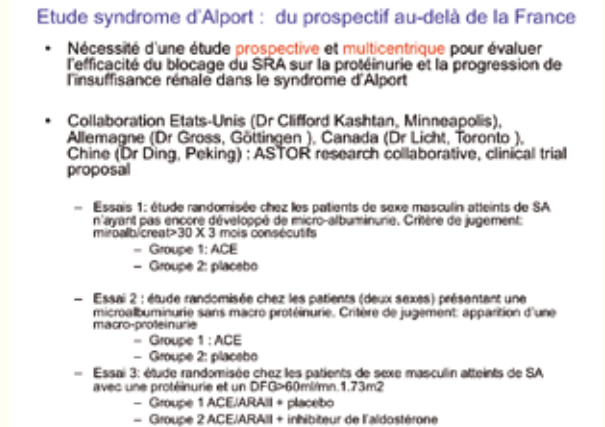 Etude syndrome d'Alport : du prospectif au-delà de la France
• Nécessité d'une étude prospective et multicentrique pour évaluer
l'efficacité du blocage du SRA sur la protéinurie et la progression de
l'insuffisance rénale dans le syndrome d'Alport
• Collaboration Etats-Unis (Dr Clifford Kashtan, Minneapolis),
Allemagne (Dr Gross, Göttingen ), Canada (Dr Licht, Toronto ),
Chine (Dr Ding, Peking) : ASTOR research collaborative, clinical trial
proposal
– Essais 1: étude randomisée chez les patients de sexe masculin atteints de SA
n'ayant pas encore développé de micro-albuminurie. Critère de jugement:
miroalb/creat>30 X 3 mois consécutifs
– Groupe 1: ACE
– Groupe 2: placebo
– Essai 2 : étude randomisée chez les patients (deux sexes) présentant une
microalbuminurie sans macro protéinurie. Critère de jugement: apparition d'une
macro-proteinurie
– Groupe 1 : ACE
– Groupe 2: placebo
– Essai 3: étude randomisée chez les patients de sexe masculin atteints de SA
avec une protéinurie et un DFG>60ml/mn.1.73m2
– Groupe 1 ACE/ARAII + placebo
– Groupe 2 ACE/ARAII + inhibiteur de l'aldostérone